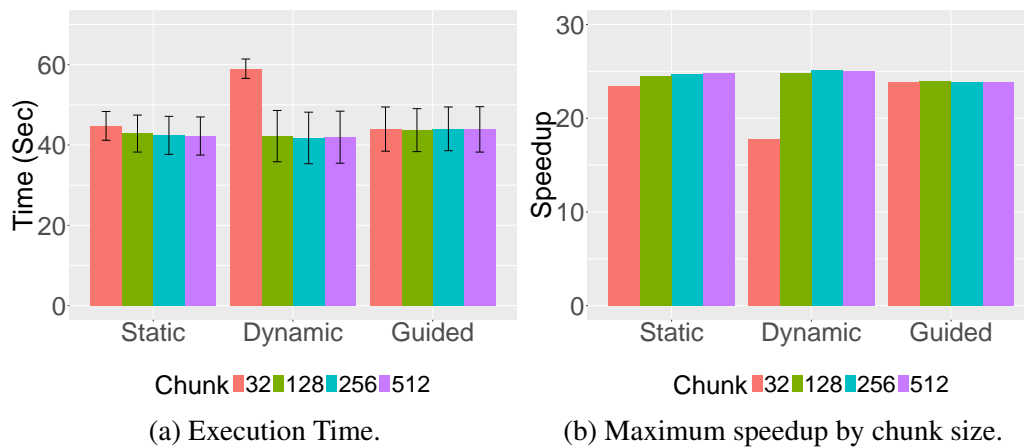 Time (Sec)
60
40
20
0
Static Dynamic Guided
Chunk 32 128 256 512
(a) Execution Time.
Speedup
30
20
10
0
Static Dynamic Guided
Chunk 32 128 256 512
(b) Maximum speedup by chunk size.